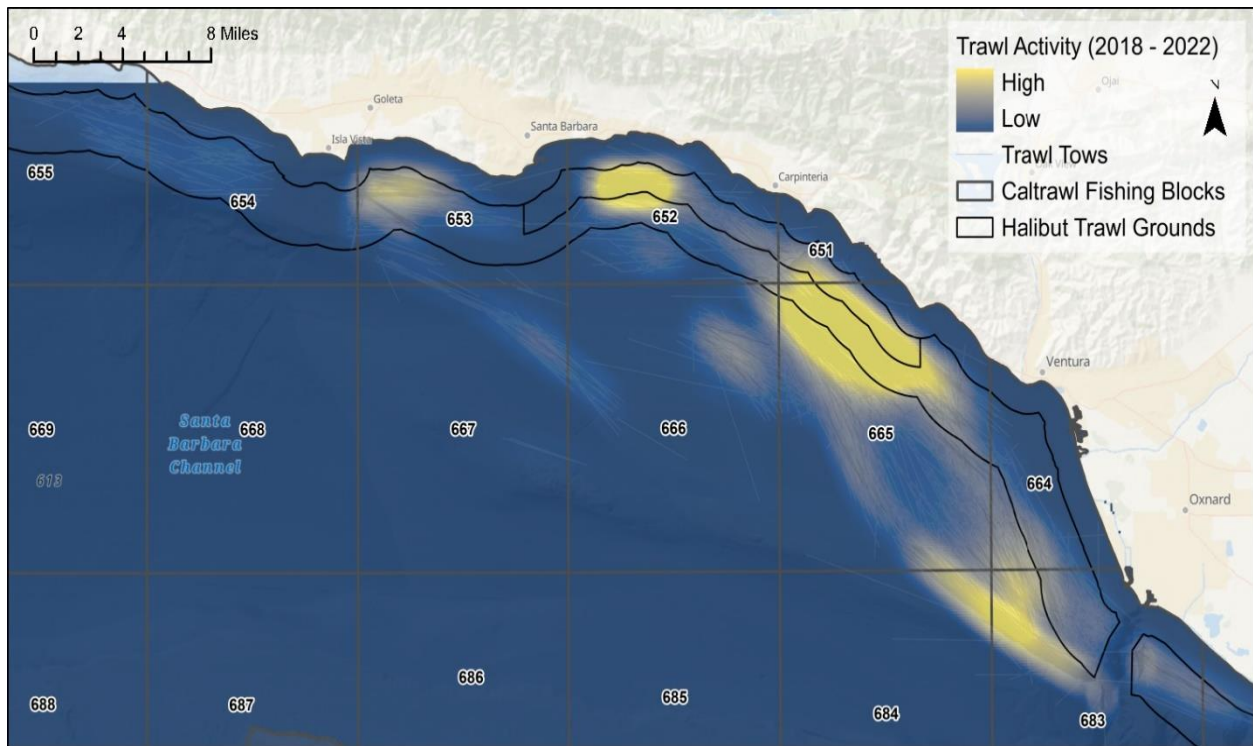 0 2 4 8 Miles
Trawl Activity (2018 - 2022)
High
Low
Trawl Tows
Caltrawl Fishing Blocks
Halibut Trawl Grounds
N
Ojai
Goleta
Isla Vista
Santa Barbara
Carpinteria
655
654
653
652
651
Ventura
669
Santa
Barbara
Channel
668
667
666
665
664
613
Oxnard
688
687
686
685
684
683